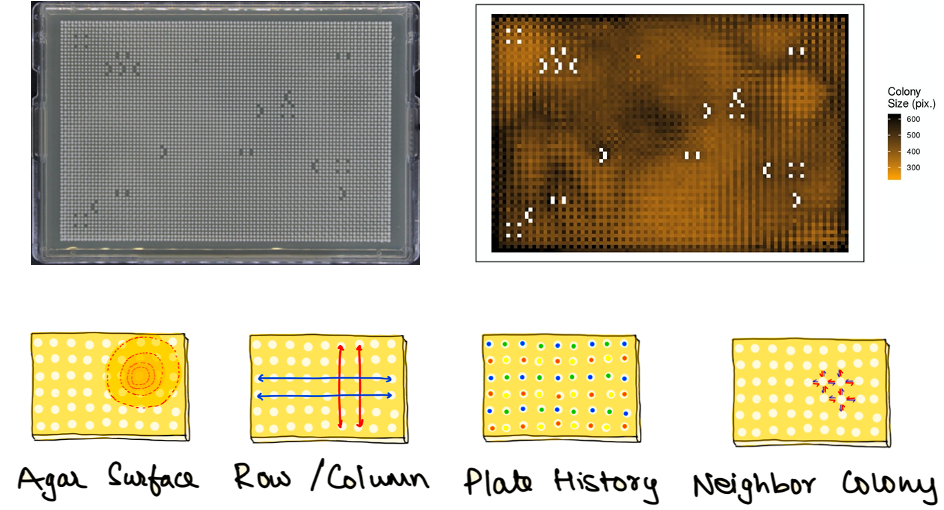 Colony
Size (pix.)
600
500
400
300
Agar Surface
Row /Column
Plate History
Neighbor Colony